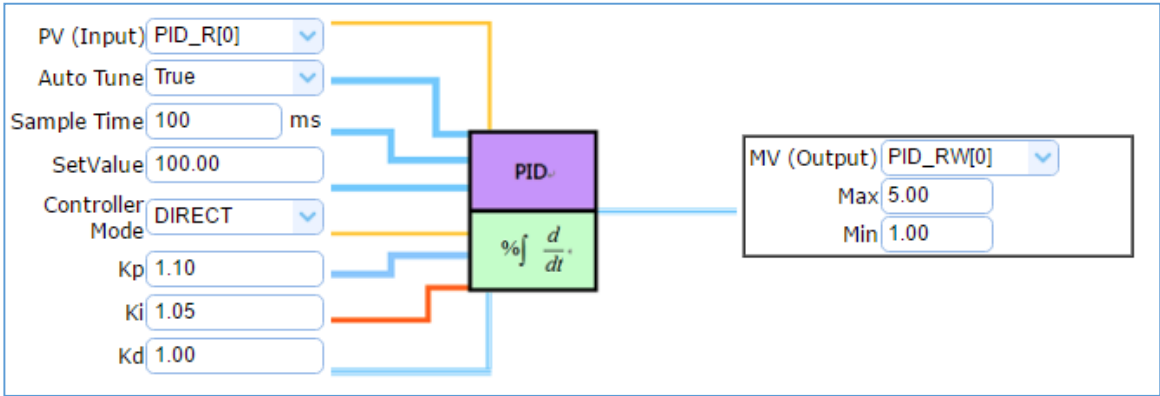 PV (Input) PID_R[0]
Auto Tune True
Sample Time 100 ms
SetValue 100.00
Controller
Mode DIRECT
Kp 1.10
Ki 1.05
Kd 1.00
PID
%∫ d/dt
MV (Output) PID_RW[0]
Max 5.00
Min 1.00